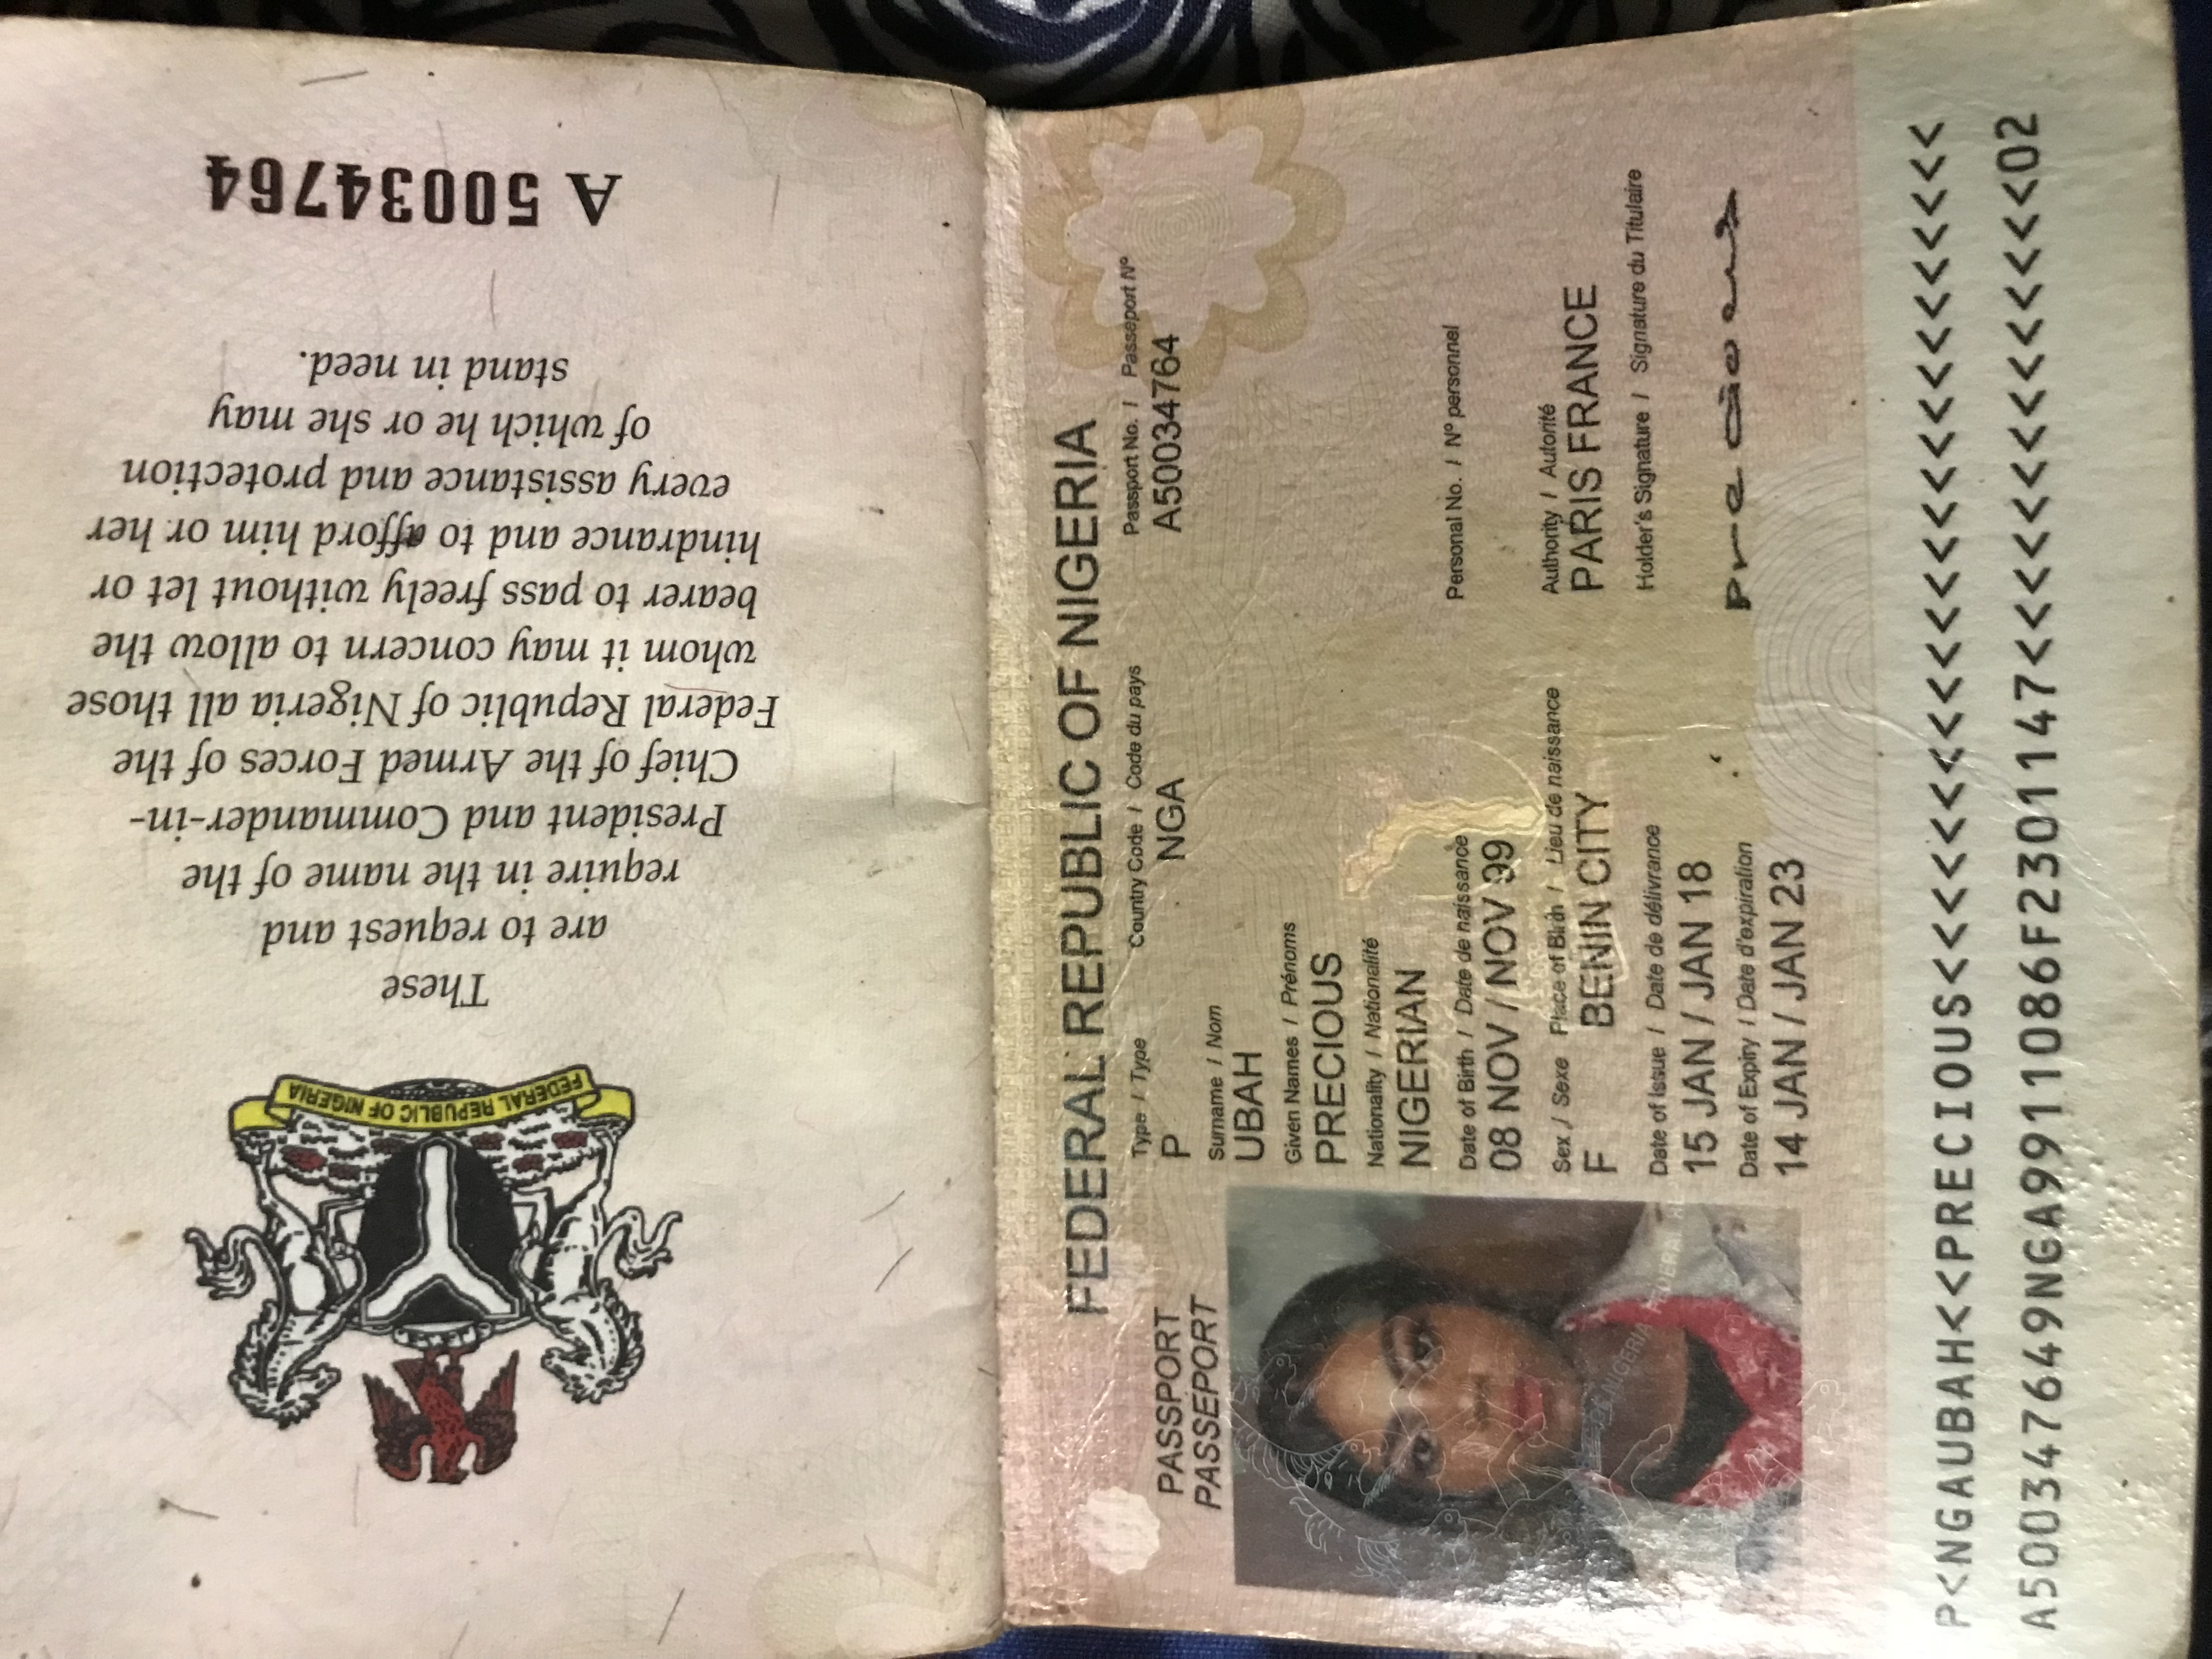 FEDERAL REPUBLIC OF NIGERIA
These
are to request and
require in the name of the
President and Commander-in-
Chief of the Armed Forces of the
Federal Republic of Nigeria all those
whom it may concern to allow the
bearer to pass freely without let or
hindrance and to afford him or her
every assistance and protection
of which he or she may
stand in need.
A 50034764
FEDERAL REPUBLIC OF NIGERIA
PASSPORT
PASSEPORT
Type / Type Country Code / Code du pays Passport No. / Passeport Nº
P NGA A50034764
Surname / Nom
UBAH
Given Names / Prénoms
PRECIOUS
Nationality / Nationalité
NIGERIAN
Date of Birth / Date de naissance Personal No. / Nº personnel
08 NOV / NOV 99
Sex / Sexe Place of Birth / Lieu de naissance Authority / Autorité
F BENIN CITY PARIS FRANCE
Date of Issue / Date de délivrance Holder's Signature / Signature du Titulaire
15 JAN / JAN 18
Precious
Date of Expiry / Date d'expiration
14 JAN / JAN 23
P<NGAUBAH<<PRECIOUS<<<<<<<<<<<<<<<<<<<<<<<<<
A500347649NGA9911086F2301147<<<<<<<<<<<<<<02